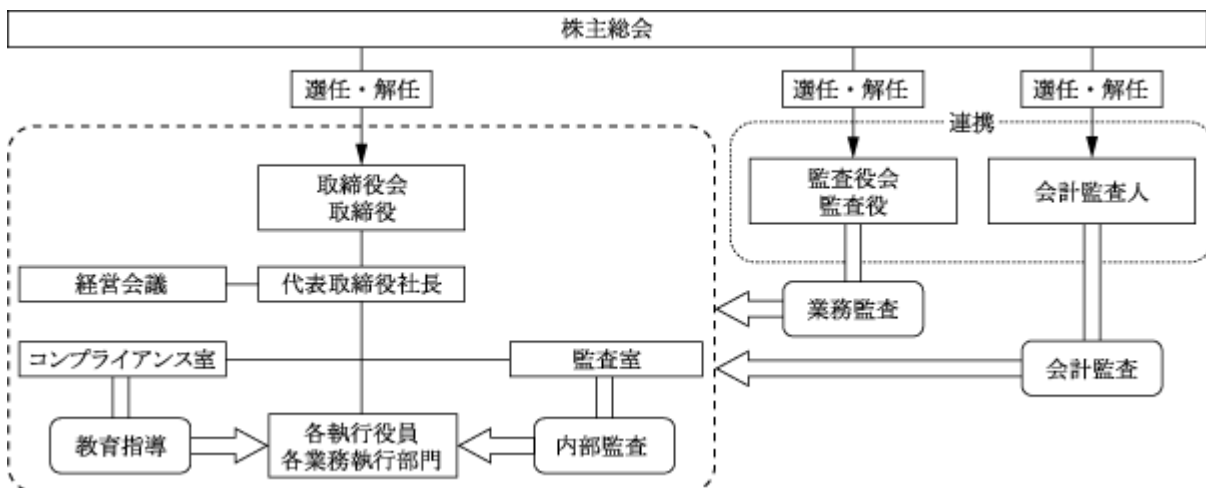 株主総会
選任・解任
選任・解任
選任・解任
連携
取締役会
取締役
監査役会
監査役
会計監査人
経営会議
代表取締役社長
業務監査
コンプライアンス室
監査室
会計監査
教育指導
各執行役員
各業務執行部門
内部監査